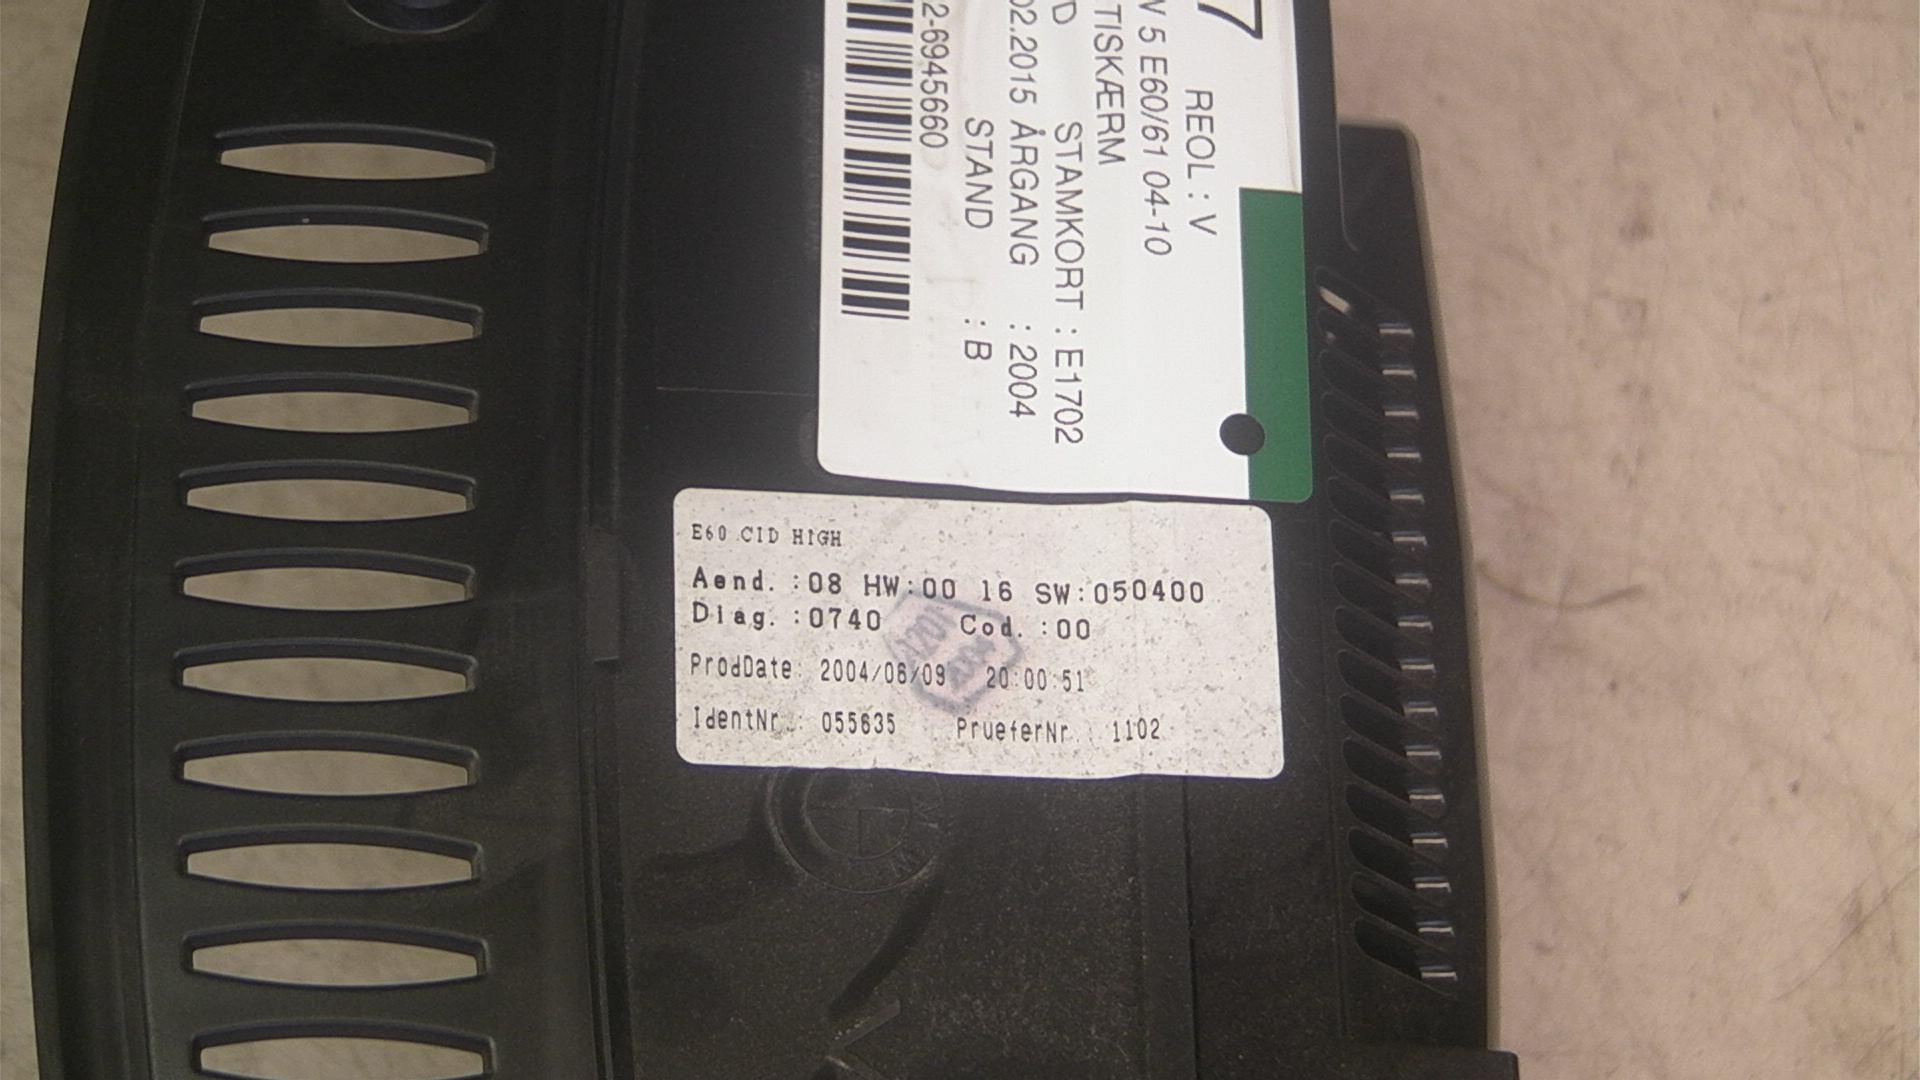 7
REOL : V
V 5 E60/61 04-10
TISKÆRM
D STAMKORT : E1702
02.2015 ÅRGANG : 2004
STAND : B
2-6945660
E60 CID HIGH
Aend. :08 HW:00 16 SW:050400
Diag. :0740 Cod. :00
ProdDate: 2004/06/09 20:00:51
IdentNr.: 055635 PrueferNr.: 1102